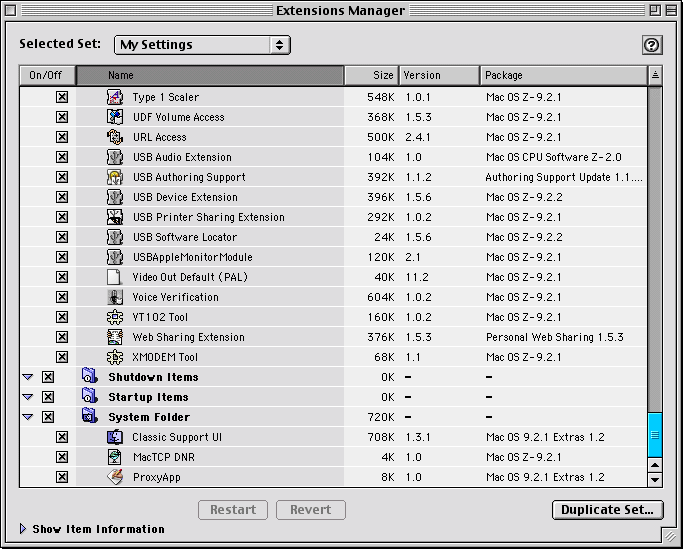 Extensions Manager
Selected Set: My Settings
?
On/Off Name Size Version Package
Type 1 Scaler 548K 1.0.1 Mac OS Z-9.2.1
UDF Volume Access 368K 1.5.3 Mac OS Z-9.2.1
URL Access 500K 2.4.1 Mac OS Z-9.2.1
USB Audio Extension 104K 1.0 Mac OS CPU Software Z-2.0
USB Authoring Support 392K 1.1.2 Authoring Support Update 1.1....
USB Device Extension 396K 1.5.6 Mac OS Z-9.2.2
USB Printer Sharing Extension 292K 1.0.2 Mac OS Z-9.2.1
USB Software Locator 24K 1.5.6 Mac OS Z-9.2.2
USBAppleMonitorModule 120K 2.1 Mac OS Z-9.2.1
Video Out Default (PAL) 40K 11.2 Mac OS Z-9.2.1
Voice Verification 604K 1.0.2 Mac OS Z-9.2.1
VT102 Tool 160K 1.0.2 Mac OS Z-9.2.1
Web Sharing Extension 376K 1.5.3 Personal Web Sharing 1.5.3
XMODEM Tool 68K 1.1 Mac OS Z-9.2.1
Shutdown Items 0K - -
Startup Items 0K - -
System Folder 720K - -
Classic Support UI 708K 1.3.1 Mac OS 9.2.1 Extras 1.2
MacTCP DNR 4K 1.0 Mac OS Z-9.2.1
ProxyApp 8K 1.0 Mac OS 9.2.1 Extras 1.2
Restart Revert Duplicate Set...
Show Item Information